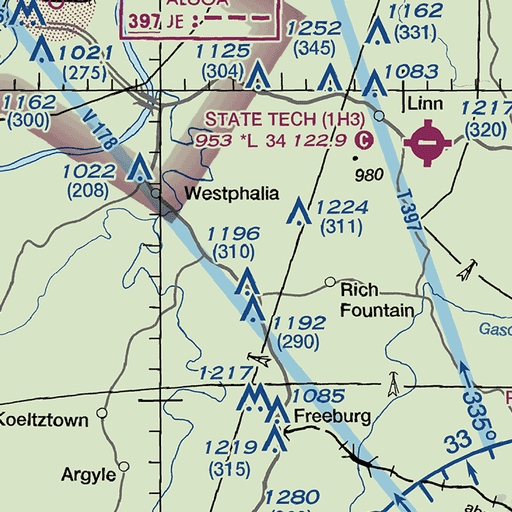 397 JE
1021
(275)
1125
(304)
1252
(345)
1162
(331)
1083
Linn
1217
(320)
1162
(300)
V 178
STATE TECH (1H3)
953 *L 34 122.9 C
980
1022
(208)
Westphalia
1224
(311)
T 397
1196
(310)
Rich
Fountain
1192
(290)
1217
1085
Freeburg
Koeltztown
1219
(315)
Argyle
335°
33
1280